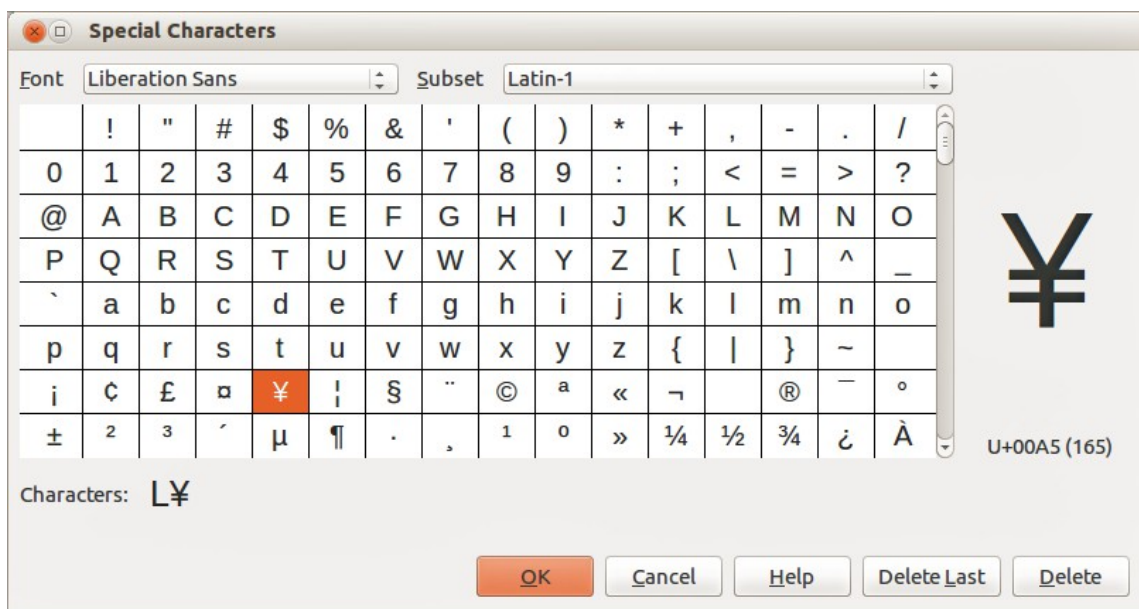 Special Characters
Font Liberation Sans Subset Latin-1
! " # $ % & ' ( ) * + , - . /
0 1 2 3 4 5 6 7 8 9 : ; < = > ?
@ A B C D E F G H I J K L M N O
P Q R S T U V W X Y Z [ \ ] ^ _
` a b c d e f g h i j k l m n o
p q r s t u v w x y z { | } ~
¡ ¢ £ ¤ ¥ ¦ § ¨ © ª « ¬ ® ¯ °
± ² ³ ´ µ ¶ · ¸ ¹ º » ¼ ½ ¾ ¿ À
¥
U+00A5 (165)
Characters: L¥
OK Cancel Help Delete Last Delete